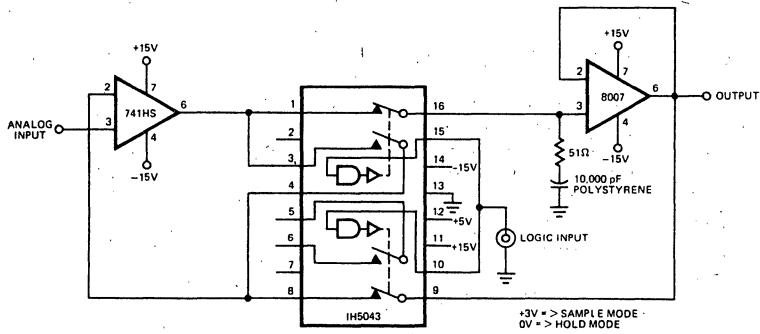 +15V
2
7
741HS
6
ANALOG
INPUT
3
4
-15V
1
2
3
4
5
6
7
8
16
15
14
-15V
13
12
+5V
11
+15V
10
9
IH5043
LOGIC INPUT
+15V
2
7
8007
6
OUTPUT
3
4
-15V
51Ω
10,000 pF
POLYSTYRENE
+3V = > SAMPLE MODE
0V = > HOLD MODE